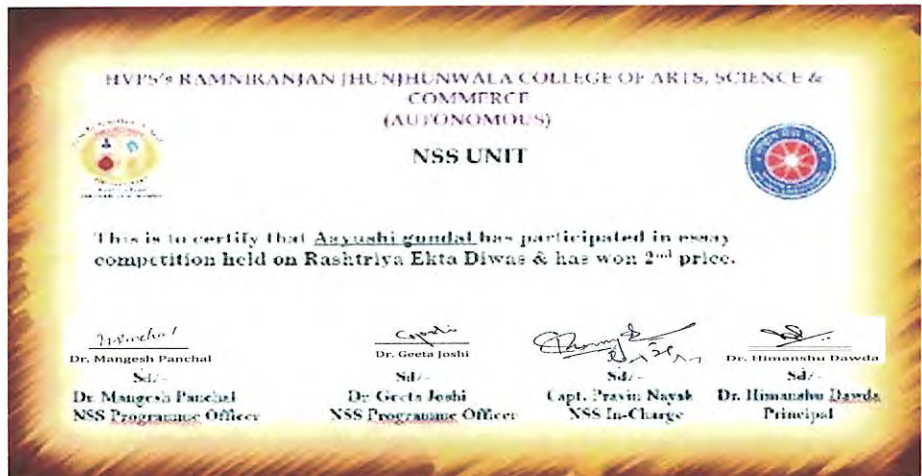 HVPS's RAMNIRANJAN JHUNJHUNWALA COLLEGE OF ARTS, SCIENCE &
COMMERCE
(AUTONOMOUS)
NSS UNIT
This is to certify that Aayushi gundal has participated in essay
competition held on Rashtriya Ekta Diwas & has won 2nd price.
Dr. Mangesh Panchal
Dr. Geeta Joshi
Dr. Himanshu Dawda
Sd/-
Sd/-
Sd/-
Sd/-
Dr. Mangesh Panchal
Dr. Geeta Joshi
Capt. Pravin Nayak
Dr. Himanshu Dawda
NSS Programme Officer
NSS Programme Officer
NSS In-Charge
Principal